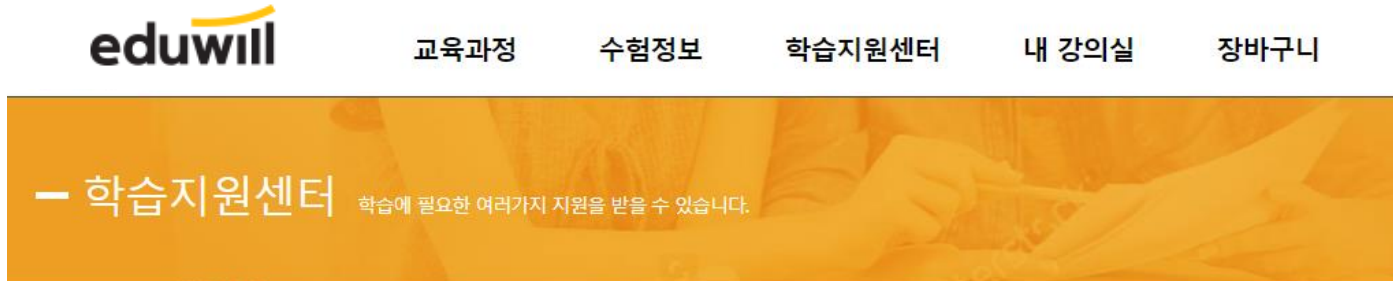 eduwill
교육과정 수험정보 학습지원센터 내 강의실 장바구니
학습지원센터 학습에 필요한 여러가지 지원을 받을 수 있습니다.